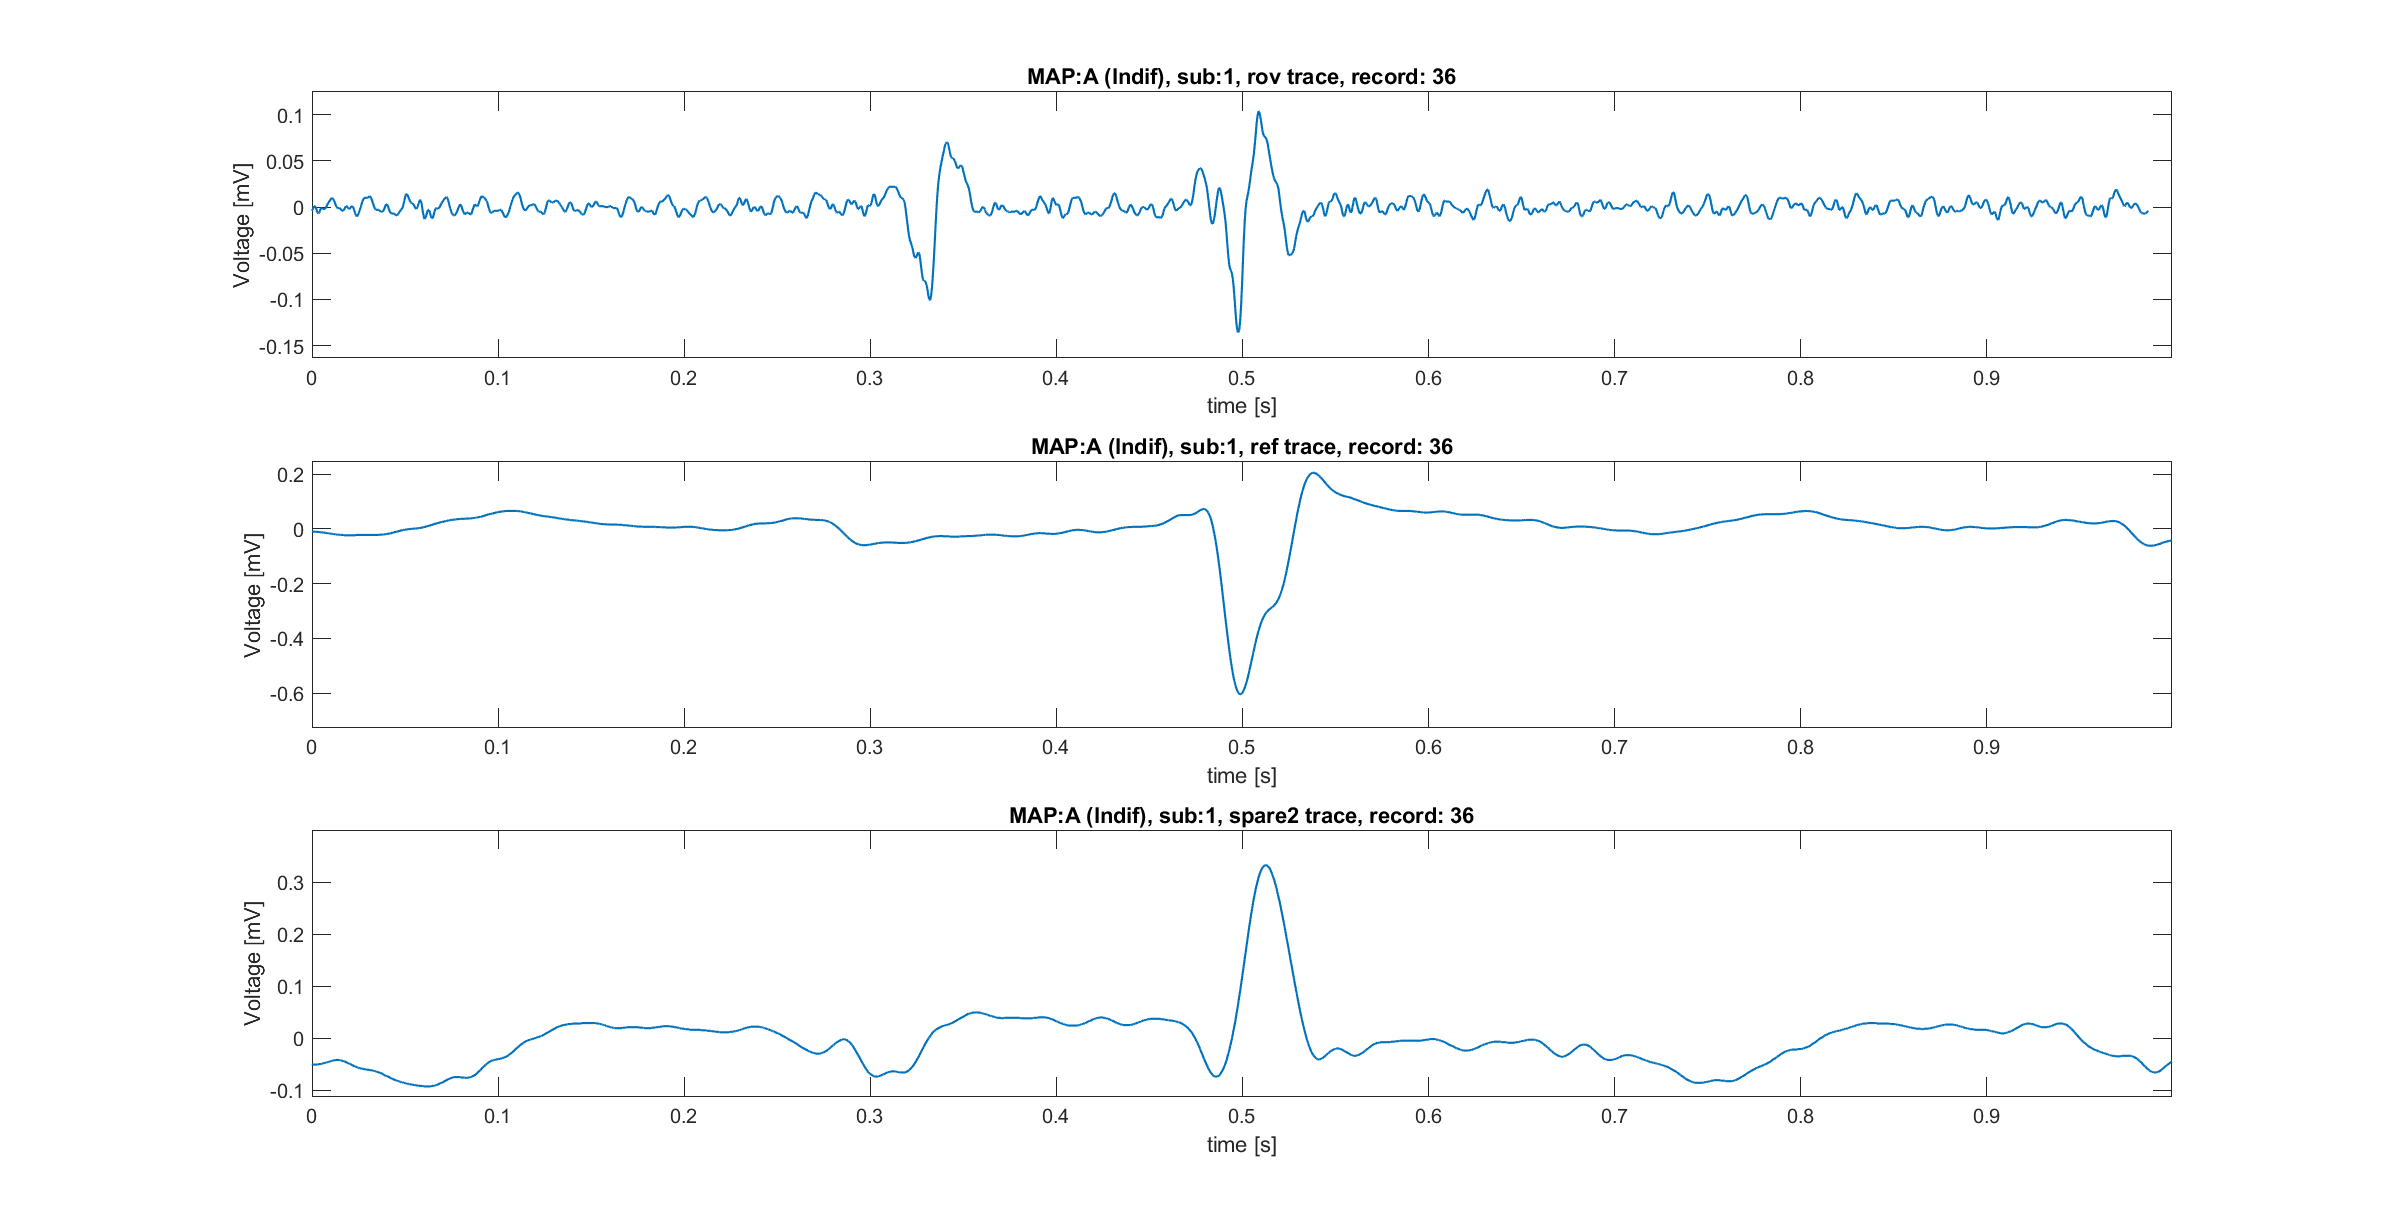 MAP:A (Indif), sub:1, rov trace, record: 36
0.1
0.05
0
-0.05
-0.1
-0.15
Voltage [mV]
0 0.1 0.2 0.3 0.4 0.5 0.6 0.7 0.8 0.9
time [s]
MAP:A (Indif), sub:1, ref trace, record: 36
0.2
0
-0.2
-0.4
-0.6
Voltage [mV]
0 0.1 0.2 0.3 0.4 0.5 0.6 0.7 0.8 0.9
time [s]
MAP:A (Indif), sub:1, spare2 trace, record: 36
0.3
0.2
0.1
0
-0.1
Voltage [mV]
0 0.1 0.2 0.3 0.4 0.5 0.6 0.7 0.8 0.9
time [s]